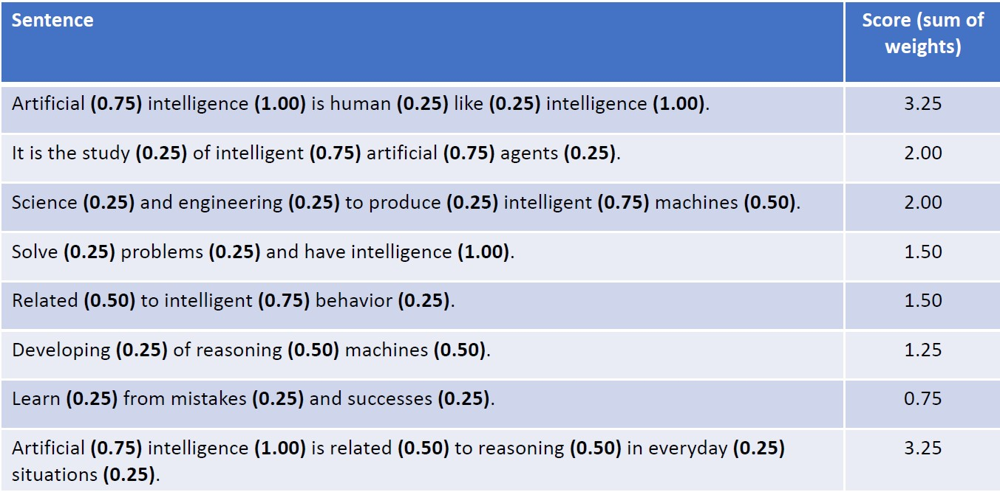 Sentence
Score (sum of
weights)
Artificial (0.75) intelligence (1.00) is human (0.25) like (0.25) intelligence (1.00).
3.25
It is the study (0.25) of intelligent (0.75) artificial (0.75) agents (0.25).
2.00
Science (0.25) and engineering (0.25) to produce (0.25) intelligent (0.75) machines (0.50).
2.00
Solve (0.25) problems (0.25) and have intelligence (1.00).
1.50
Related (0.50) to intelligent (0.75) behavior (0.25).
1.50
Developing (0.25) of reasoning (0.50) machines (0.50).
1.25
Learn (0.25) from mistakes (0.25) and successes (0.25).
0.75
Artificial (0.75) intelligence (1.00) is related (0.50) to reasoning (0.50) in everyday (0.25)
situations (0.25).
3.25